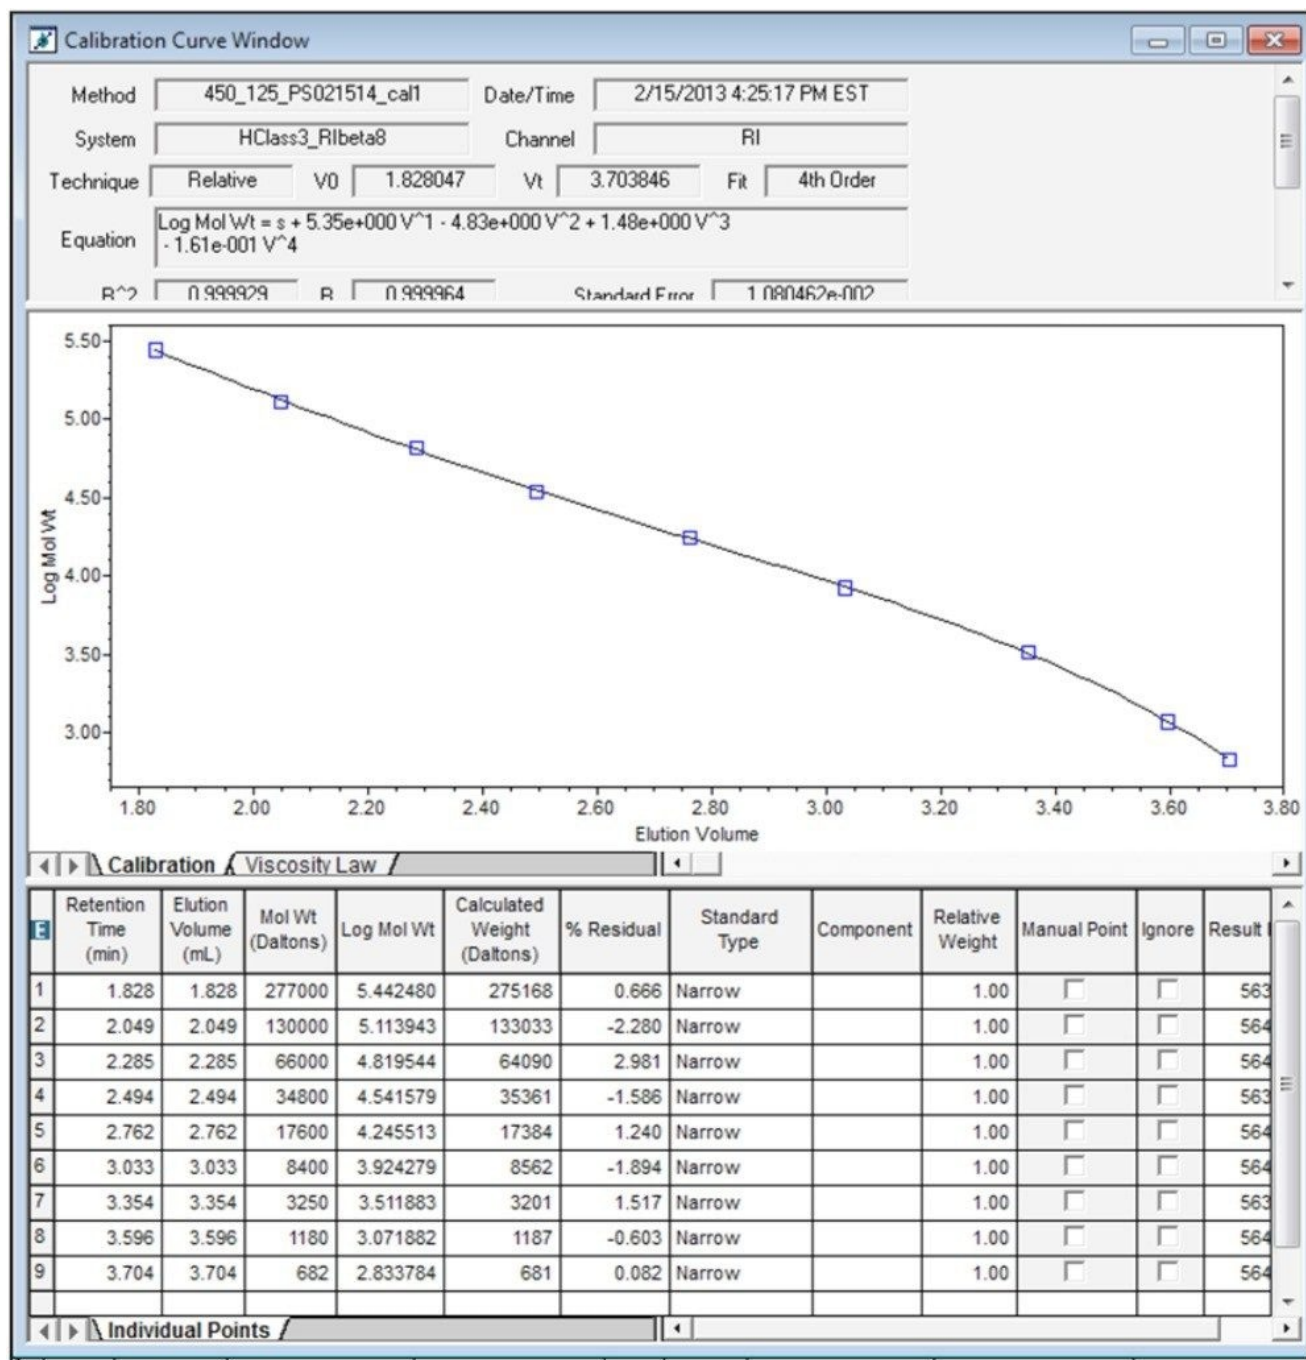 Calibration Curve Window
Method 450_125_PS021514_cal1 Date/Time 2/15/2013 4:25:17 PM EST
System HClass3_RIbeta8 Channel RI
Technique Relative V0 1.828047 Vt 3.703846 Fit 4th Order
Equation Log Mol Wt = s + 5.35e+000 V^1 - 4.83e+000 V^2 + 1.48e+000 V^3
- 1.61e-001 V^4
R^2 0.999929 R 0.999964 Standard Error 1.080462e-002
5.50
5.00
4.50
4.00
3.50
3.00
Log Mol Wt
1.80 2.00 2.20 2.40 2.60 2.80 3.00 3.20 3.40 3.60 3.80
Elution Volume
Calibration Viscosity Law
E Retention Time (min) Elution Volume (mL) Mol Wt (Daltons) Log Mol Wt Calculated Weight (Daltons) % Residual Standard Type Component Relative Weight Manual Point Ignore Result I
1 1.828 1.828 277000 5.442480 275168 0.666 Narrow 1.00 563
2 2.049 2.049 130000 5.113943 133033 -2.280 Narrow 1.00 564
3 2.285 2.285 66000 4.819544 64090 2.981 Narrow 1.00 564
4 2.494 2.494 34800 4.541579 35361 -1.586 Narrow 1.00 563
5 2.762 2.762 17600 4.245513 17384 1.240 Narrow 1.00 564
6 3.033 3.033 8400 3.924279 8562 -1.894 Narrow 1.00 564
7 3.354 3.354 3250 3.511883 3201 1.517 Narrow 1.00 563
8 3.596 3.596 1180 3.071882 1187 -0.603 Narrow 1.00 564
9 3.704 3.704 682 2.833784 681 0.082 Narrow 1.00 564
Individual Points